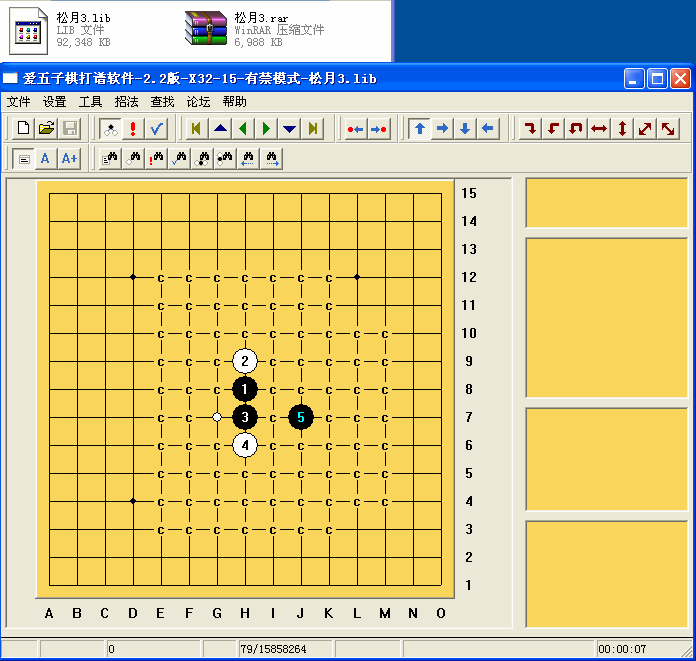 松月3.lib
LIB 文件
92,348 KB
松月3.rar
WinRAR 压缩文件
6,988 KB
爱五子棋打谱软件-2.2版-X32-15-有禁模式-松月3.lib
文件 设置 工具 招法 查找 论坛 帮助
A A+
15
14
13
c c c c c c c 12
c c c c c c c 11
c c c c c c c c c 10
c c c 2 c c c c c 9
c c c 1 c c c c c 8
c c 3 c 5 c c c 7
c c c 4 c c c c c 6
c c c c c c c c c 5
c c c c c c c c c 4
c c c c c c c 3
2
1
A B C D E F G H I J K L M N O
0 79/15858264 00:00:07